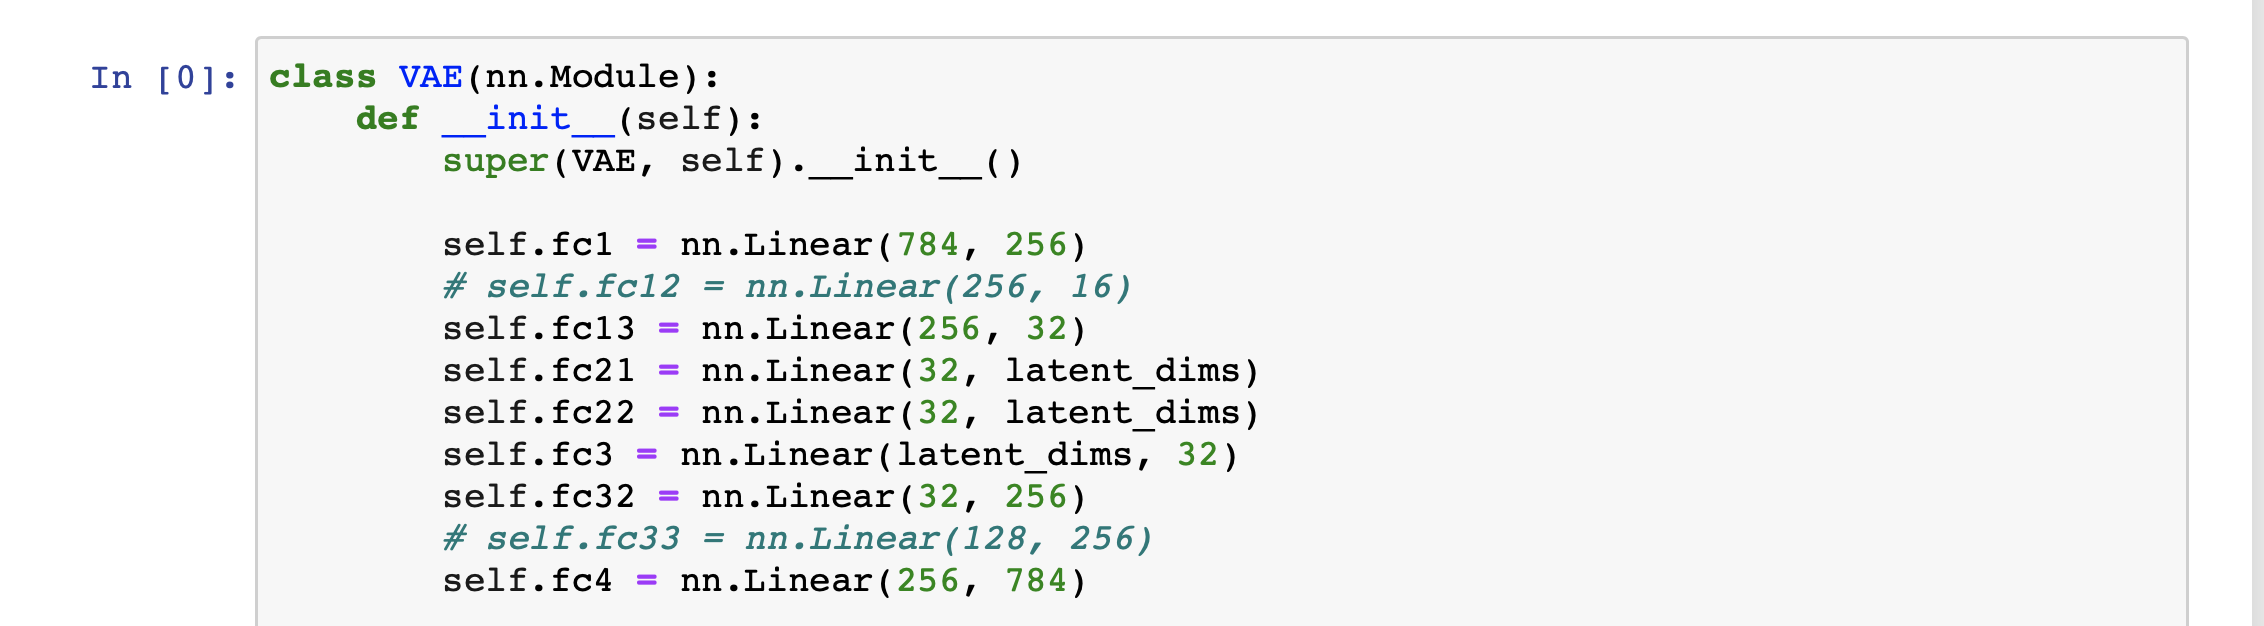 In [0]: class VAE(nn.Module):
    def __init__(self):
        super(VAE, self).__init__()

        self.fc1 = nn.Linear(784, 256)
        # self.fc12 = nn.Linear(256, 16)
        self.fc13 = nn.Linear(256, 32)
        self.fc21 = nn.Linear(32, latent_dims)
        self.fc22 = nn.Linear(32, latent_dims)
        self.fc3 = nn.Linear(latent_dims, 32)
        self.fc32 = nn.Linear(32, 256)
        # self.fc33 = nn.Linear(128, 256)
        self.fc4 = nn.Linear(256, 784)